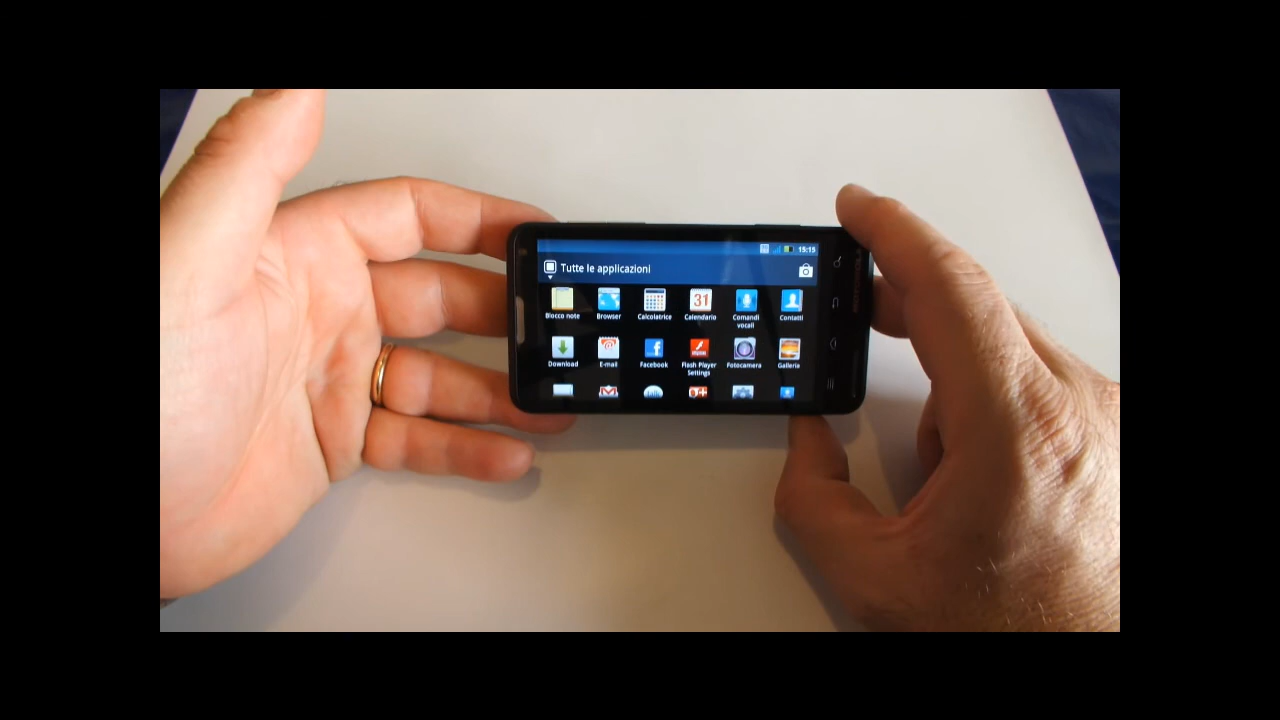 15:15
Tutte le applicazioni
31
Blocco note
Browser
Calcolatrice
Calendario
Comandi
vocali
Contatti
Download
E-mail
Facebook
Flash Player
Settings
Fotocamera
Galleria